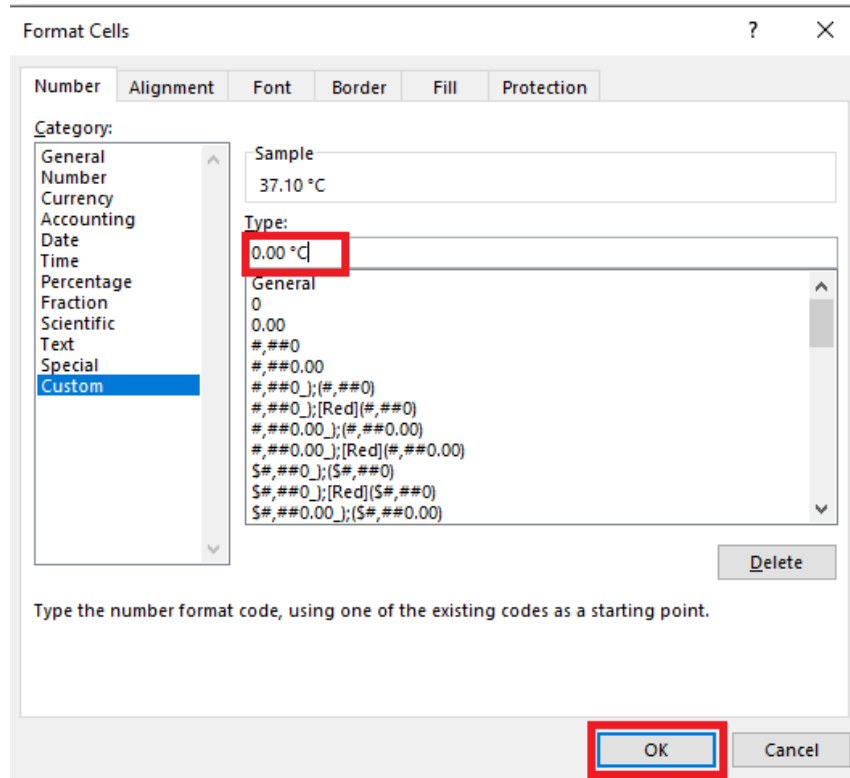 Format Cells ? ×
Number Alignment Font Border Fill Protection
Category:
General
Number
Currency
Accounting
Date
Time
Percentage
Fraction
Scientific
Text
Special
Custom
Sample
37.10 °C
Type:
0.00 °C
General
0
0.00
#,##0
#,##0.00
#,##0_);(#,##0)
#,##0_);[Red](#,##0)
#,##0.00_);(#,##0.00)
#,##0.00_);[Red](#,##0.00)
$#,##0_);($#,##0)
$#,##0_);[Red]($#,##0)
$#,##0.00_);($#,##0.00)
Delete
Type the number format code, using one of the existing codes as a starting point.
OK Cancel